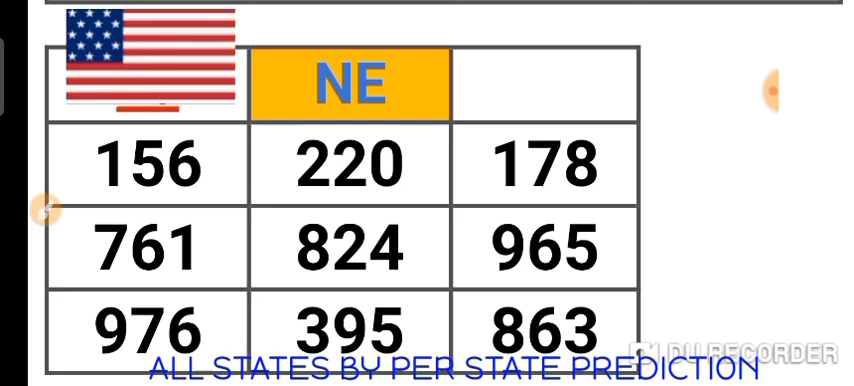 NE
156 220 178
761 824 965
976 395 863
DU RECORDER
ALL STATES BY PER STATE PREDICTION